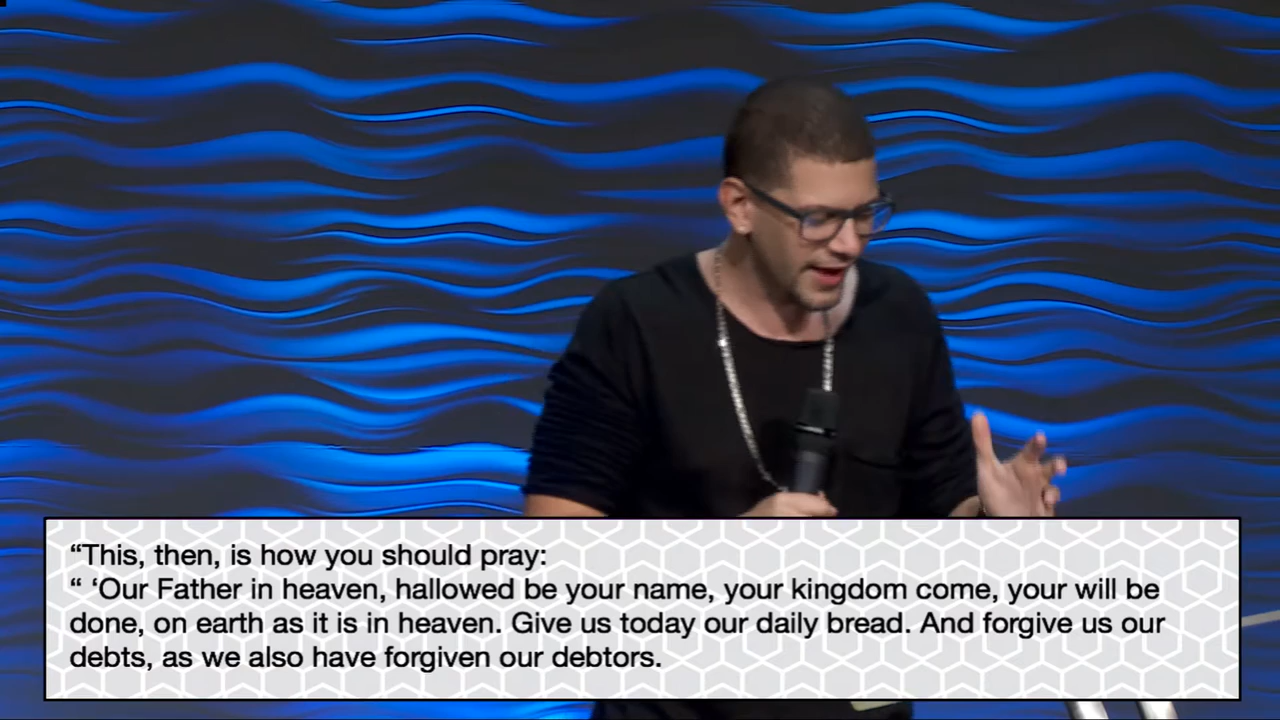 “This, then, is how you should pray:
“ ‘Our Father in heaven, hallowed be your name, your kingdom come, your will be
done, on earth as it is in heaven. Give us today our daily bread. And forgive us our
debts, as we also have forgiven our debtors.